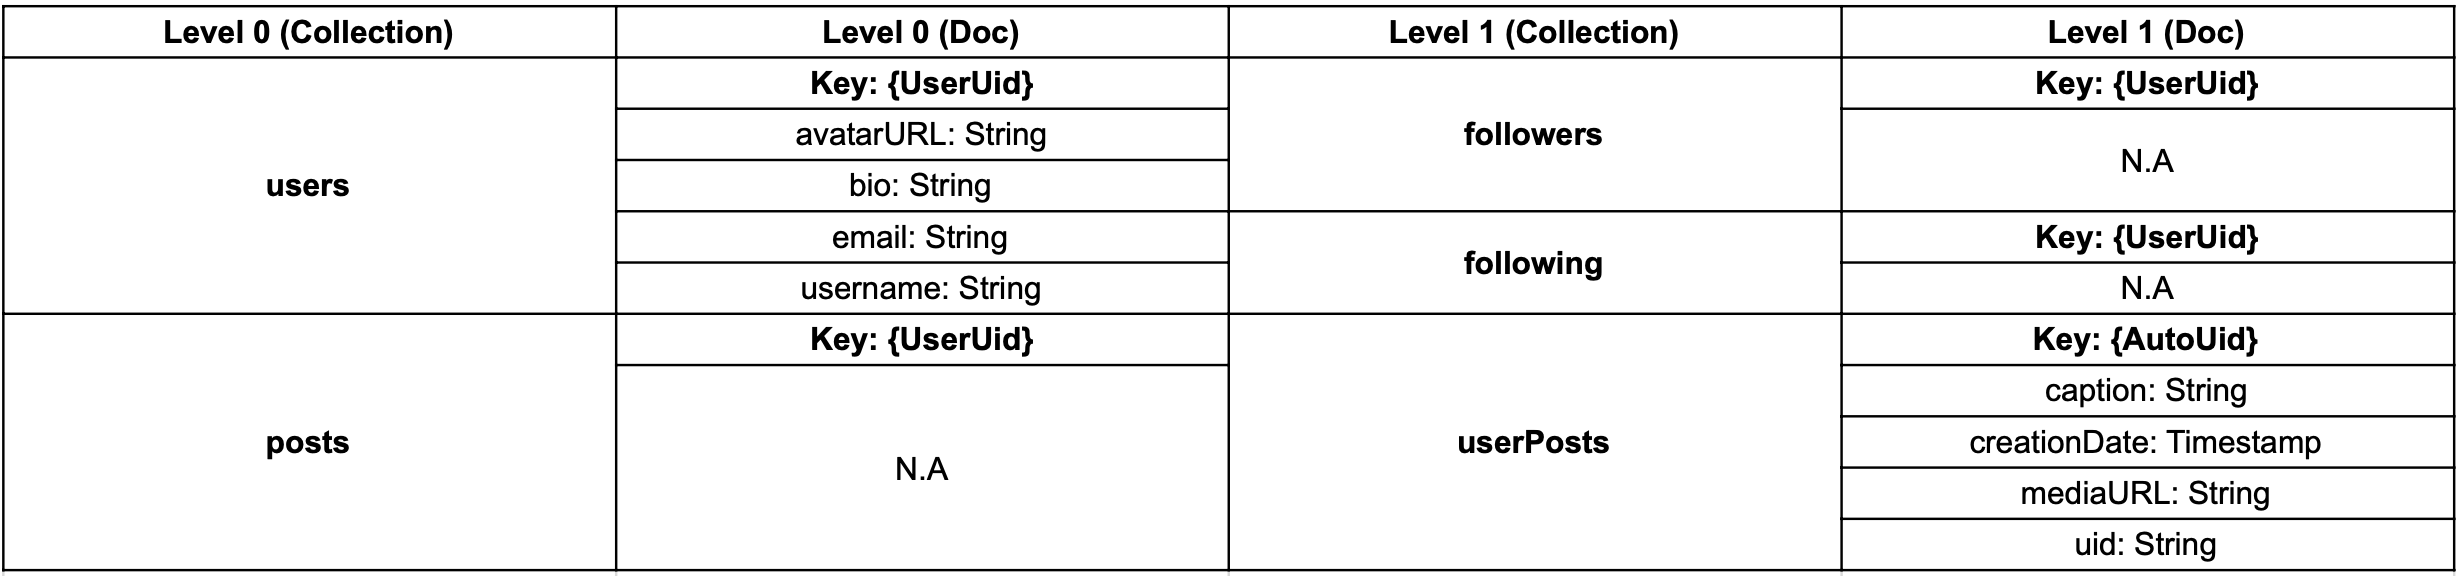 Level 0 (Collection)
Level 0 (Doc)
Level 1 (Collection)
Level 1 (Doc)
users
Key: {UserUid}
avatarURL: String
bio: String
email: String
username: String
followers
Key: {UserUid}
N.A
following
Key: {UserUid}
N.A
posts
Key: {UserUid}
N.A
userPosts
Key: {AutoUid}
caption: String
creationDate: Timestamp
mediaURL: String
uid: String